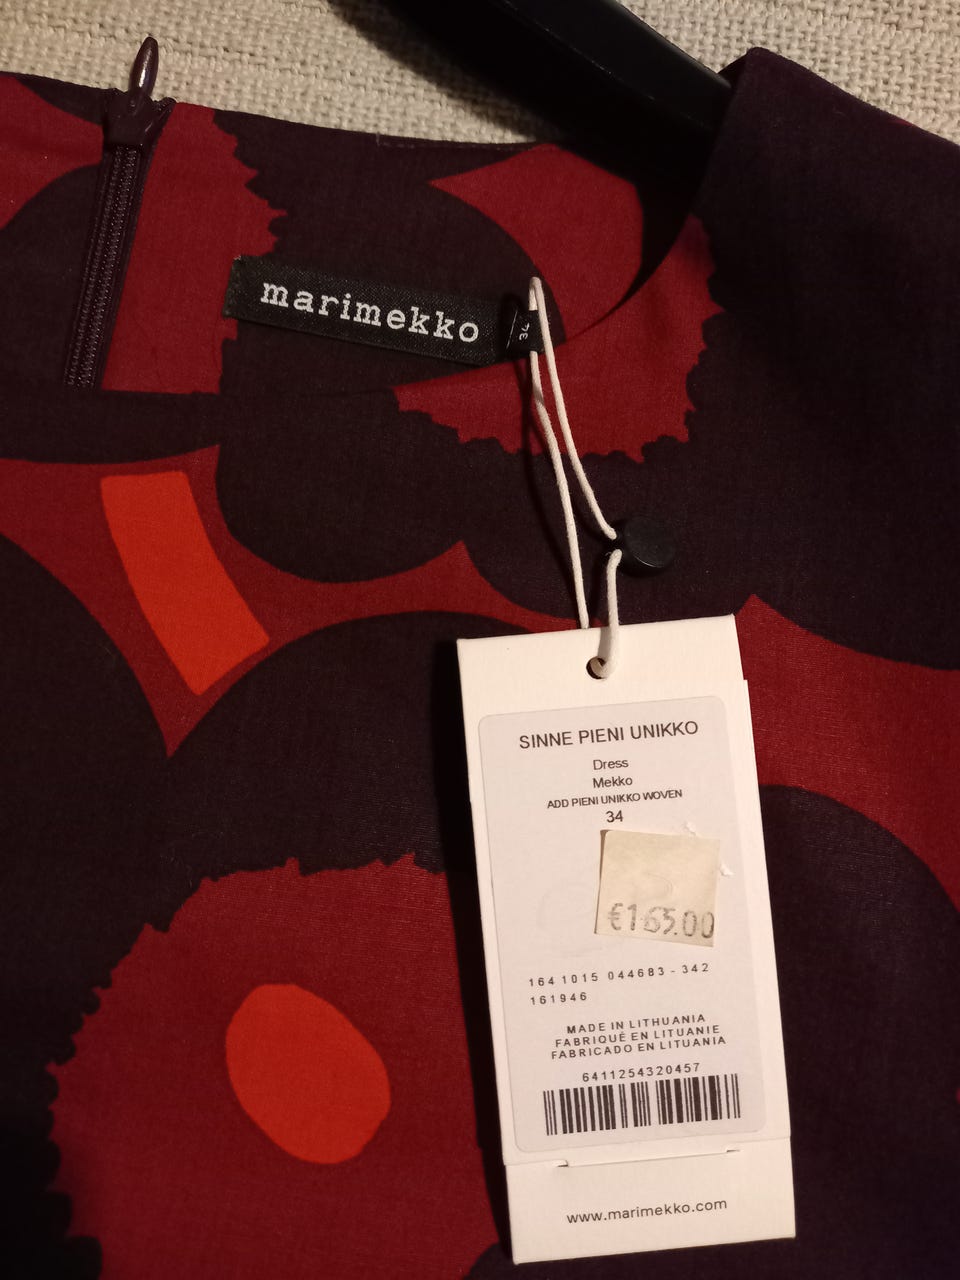 marimekko
34
SINNE PIENI UNIKKO
Dress
Mekko
ADD PIENI UNIKKO WOVEN
34
€165.00
164 1015 044683 - 342
161946
MADE IN LITHUANIA
FABRIQUÉ EN LITUANIE
FABRICADO EN LITUANIA
6411254320457
www.marimekko.com